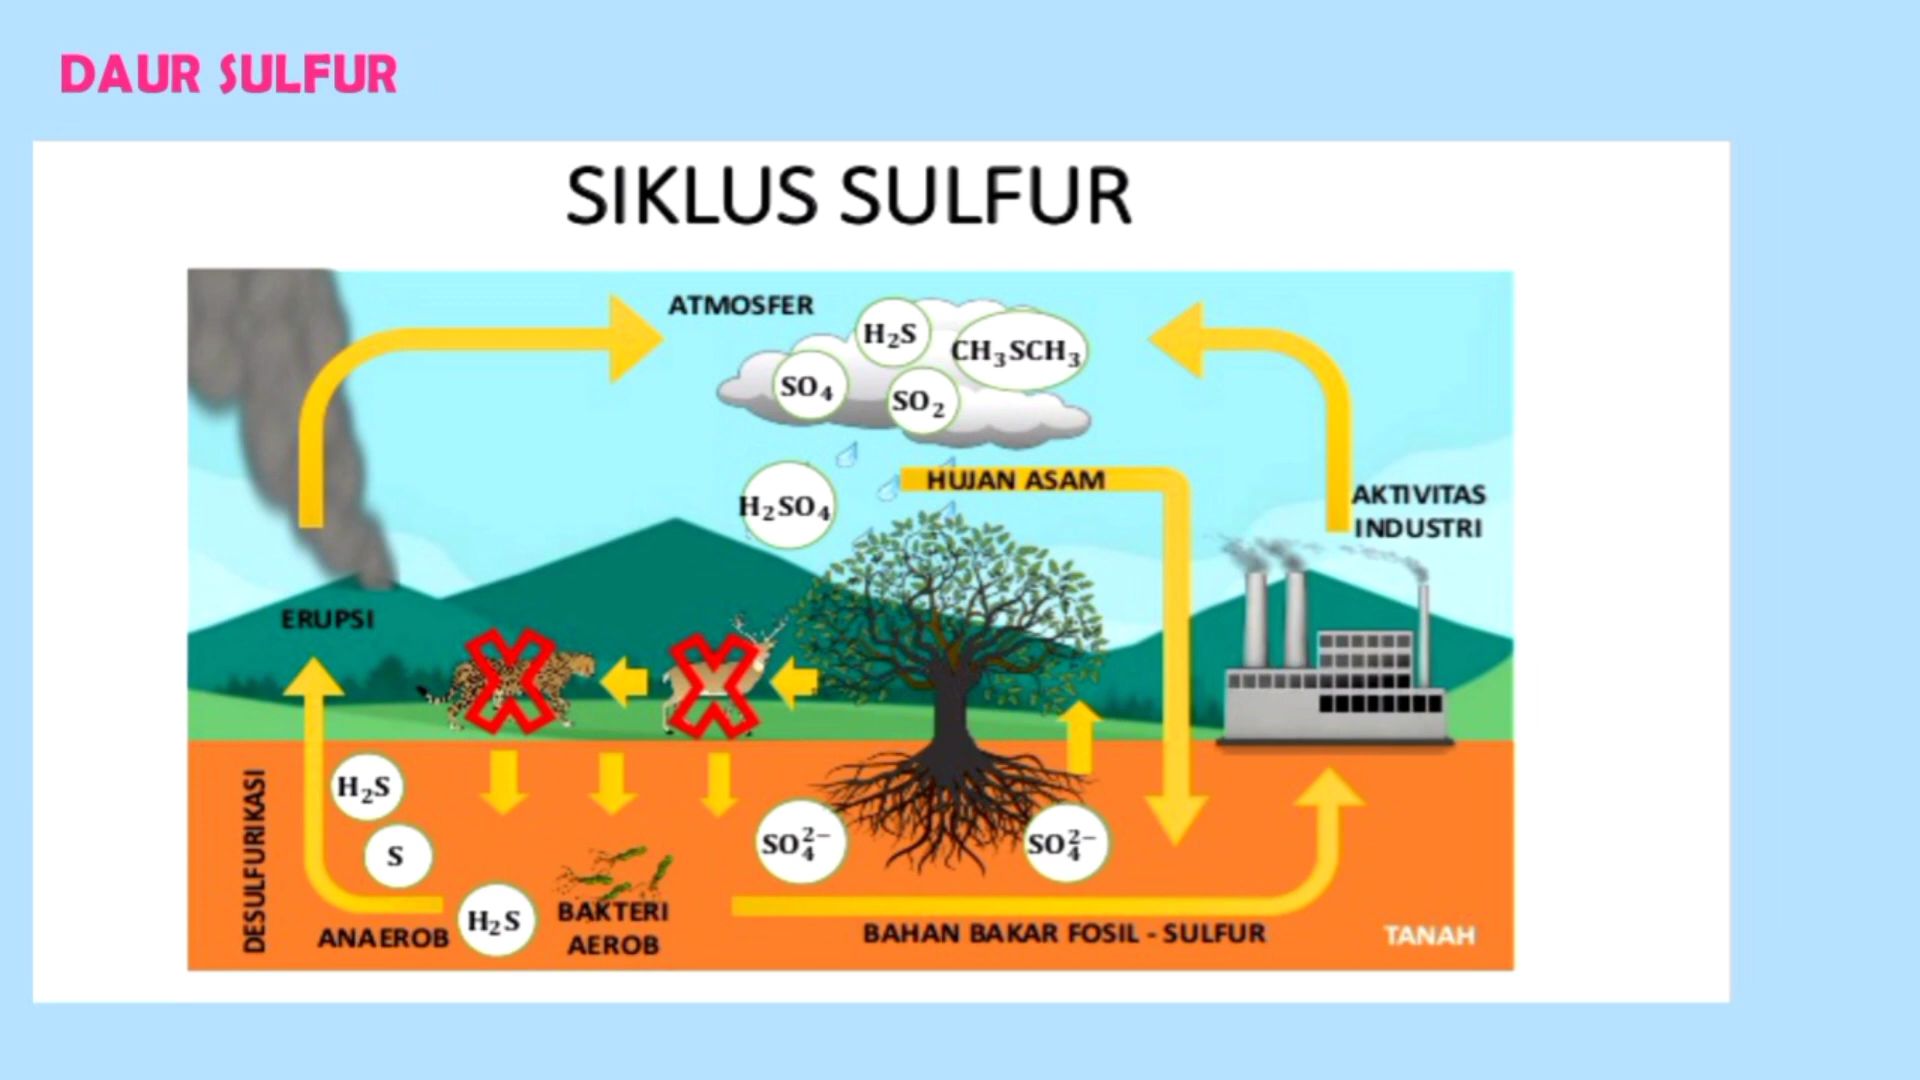 DAUR SULFUR
SIKLUS SULFUR
ATMOSFER
H₂S
CH₃SCH₃
SO₄
SO₂
HUJAN ASAM
H₂SO₄
AKTIVITAS
INDUSTRI
ERUPSI
DESULFURIKASI
H₂S
S
SO₄²⁻
SO₄²⁻
H₂S
ANAEROB
BAKTERI
AEROB
BAHAN BAKAR FOSIL - SULFUR
TANAH